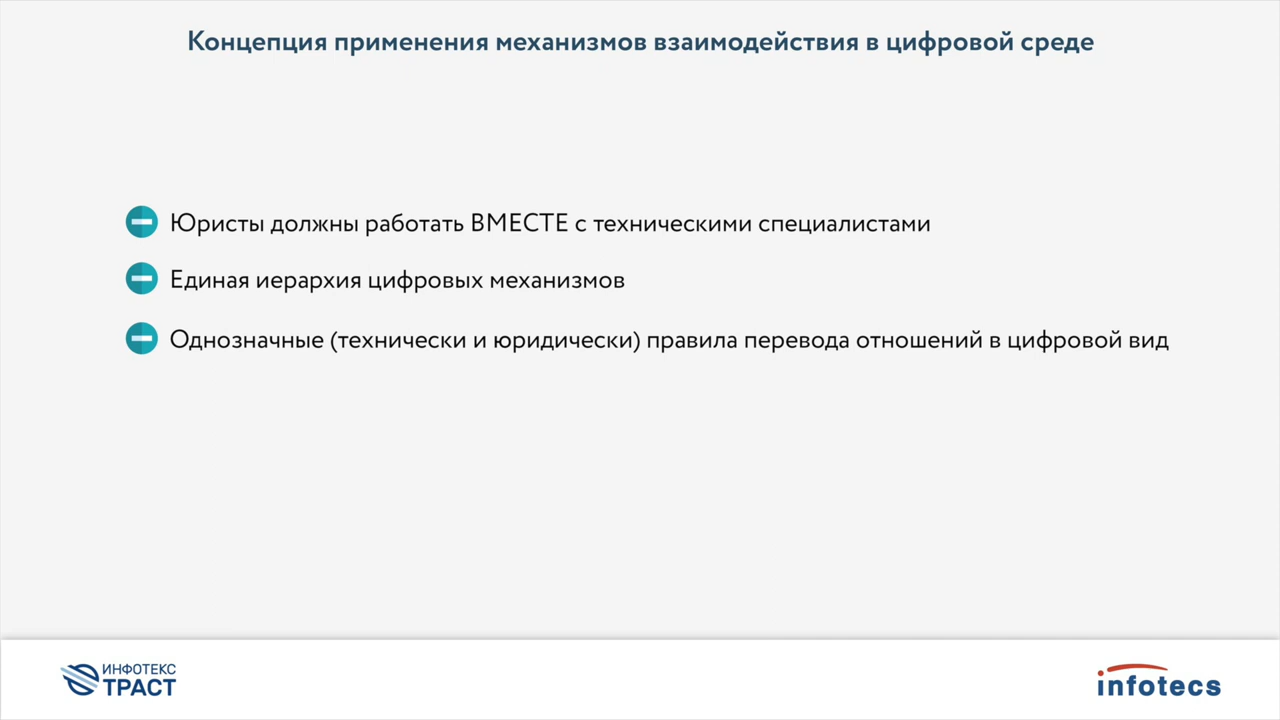 Концепция применения механизмов взаимодействия в цифровой среде
Юристы должны работать ВМЕСТЕ с техническими специалистами
Единая иерархия цифровых механизмов
Однозначные (технически и юридически) правила перевода отношений в цифровой вид
ИНФОТЕКС
ТРАСТ
infotecs